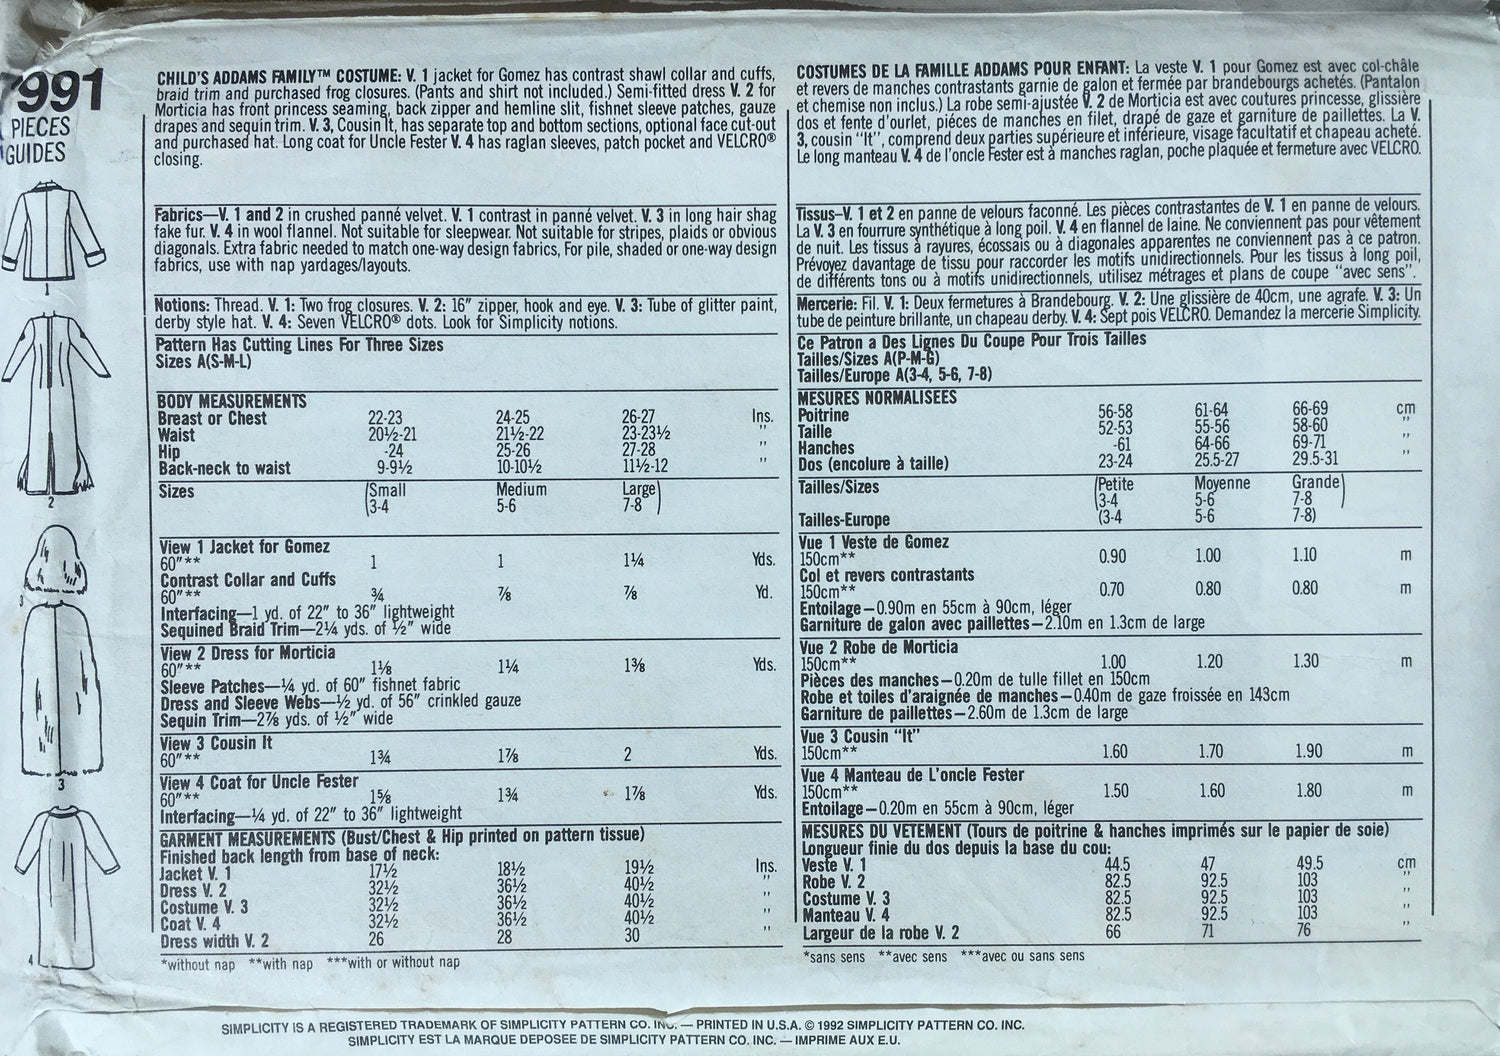 7991
PIECES
GUIDES
1
2
3
3
4
CHILD'S ADDAMS FAMILY™ COSTUME: V. 1 jacket for Gomez has contrast shawl collar and cuffs,
braid trim and purchased frog closures. (Pants and shirt not included.) Semi-fitted dress V. 2 for
Morticia has front princess seaming, back zipper and hemline slit, fishnet sleeve patches, gauze
drapes and sequin trim. V. 3, Cousin It, has separate top and bottom sections, optional face cut-out
and purchased hat. Long coat for Uncle Fester V. 4 has raglan sleeves, patch pocket and VELCRO®
closing.
Fabrics—V. 1 and 2 in crushed panné velvet. V. 1 contrast in panné velvet. V. 3 in long hair shag
fake fur. V. 4 in wool flannel. Not suitable for sleepwear. Not suitable for stripes, plaids or obvious
diagonals. Extra fabric needed to match one-way design fabrics, For pile, shaded or one-way design
fabrics, use with nap yardages/layouts.
Notions: Thread. V. 1: Two frog closures. V. 2: 16" zipper, hook and eye. V. 3: Tube of glitter paint,
derby style hat. V. 4: Seven VELCRO® dots. Look for Simplicity notions.
Pattern Has Cutting Lines For Three Sizes
Sizes A(S-M-L)
BODY MEASUREMENTS
Breast or Chest 22-23 24-25 26-27 Ins.
Waist 20½-21 21½-22 23-23½ "
Hip -24 25-26 27-28 "
Back-neck to waist 9-9½ 10-10½ 11½-12 "
Sizes (Small Medium Large)
(3-4 5-6 7-8)
View 1 Jacket for Gomez
60"** 1 1 1¼ Yds.
Contrast Collar and Cuffs
60"** ¾ ⅞ ⅞ Yd.
Interfacing—1 yd. of 22" to 36" lightweight
Sequined Braid Trim—2¼ yds. of ½" wide
View 2 Dress for Morticia
60"** 1⅛ 1¼ 1⅜ Yds.
Sleeve Patches—¼ yd. of 60" fishnet fabric
Dress and Sleeve Webs—½ yd. of 56" crinkled gauze
Sequin Trim—2⅞ yds. of ½" wide
View 3 Cousin It
60"** 1¾ 1⅞ 2 Yds.
View 4 Coat for Uncle Fester
60"** 1⅝ 1¾ 1⅞ Yds.
Interfacing—¼ yd. of 22" to 36" lightweight
GARMENT MEASUREMENTS (Bust/Chest & Hip printed on pattern tissue)
Finished back length from base of neck:
Jacket V. 1 17½ 18½ 19½ Ins.
Dress V. 2 32½ 36½ 40½ "
Costume V. 3 32½ 36½ 40½ "
Coat V. 4 32½ 36½ 40½ "
Dress width V. 2 26 28 30 "
*without nap **with nap ***with or without nap
COSTUMES DE LA FAMILLE ADDAMS POUR ENFANT: La veste V. 1 pour Gomez est avec col-châle
et revers de manches contrastants garnie de galon et fermée par brandebourgs achetés. (Pantalon
et chemise non inclus.) La robe semi-ajustée V. 2 de Morticia est avec coutures princesse, glissière
dos et fente d'ourlet, piéces de manches en filet, drapé de gaze et garniture de paillettes. La V.
3, cousin "It", comprend deux parties supérieure et inférieure, visage facultatif et chapeau acheté.
Le long manteau V. 4 de l'oncle Fester est à manches raglan, poche plaquée et fermeture avec VELCRO.
Tissus–V. 1 et 2 en panne de velours faconné. Les pièces contrastantes de V. 1 en panne de velours.
La V. 3 en fourrure synthétique à long poil. V. 4 en flannel de laine. Ne conviennent pas pour vêtement
de nuit. Les tissus à rayures, écossais ou à diagonales apparentes ne conviennent pas à ce patron.
Prévoyez davantage de tissu pour raccorder les motifs unidirectionnels. Pour les tissus à long poil,
de différents tons ou à motifs unidirectionnels, utilisez métrages et plans de coupe "avec sens".
Mercerie: Fil. V. 1: Deux fermetures à Brandebourg. V. 2: Une glissière de 40cm, une agrafe. V. 3: Un
tube de peinture brillante, un chapeau derby. V. 4: Sept pois VELCRO. Demandez la mercerie Simplicity.
Ce Patron a Des Lignes Du Coupe Pour Trois Tailles
Tailles/Sizes A(P-M-G)
Tailles/Europe A(3-4, 5-6, 7-8)
MESURES NORMALISEES
Poitrine 56-58 61-64 66-69 cm
Taille 52-53 55-56 58-60 "
Hanches -61 64-66 69-71 "
Dos (encolure à taille) 23-24 25.5-27 29.5-31 "
Tailles/Sizes (Petite Moyenne Grande)
(3-4 5-6 7-8)
Tailles-Europe (3-4 5-6 7-8)
Vue 1 Veste de Gomez
150cm** 0.90 1.00 1.10 m
Col et revers contrastants
150cm** 0.70 0.80 0.80 m
Entoilage–0.90m en 55cm à 90cm, léger
Garniture de galon avec paillettes–2.10m en 1.3cm de large
Vue 2 Robe de Morticia
150cm** 1.00 1.20 1.30 m
Pièces des manches–0.20m de tulle fillet en 150cm
Robe et toiles d'araignée de manches–0.40m de gaze froissée en 143cm
Garniture de paillettes–2.60m de 1.3cm de large
Vue 3 Cousin "It"
150cm** 1.60 1.70 1.90 m
Vue 4 Manteau de L'oncle Fester
150cm** 1.50 1.60 1.80 m
Entoilage–0.20m en 55cm à 90cm, léger
MESURES DU VETEMENT (Tours de poitrine & hanches imprimés sur le papier de soie)
Longueur finie du dos depuis la base du cou:
Veste V. 1 44.5 47 49.5 cm
Robe V. 2 82.5 92.5 103 "
Costume V. 3 82.5 92.5 103 "
Manteau V. 4 82.5 92.5 103 "
Largeur de la robe V. 2 66 71 76 "
*sans sens **avec sens ***avec ou sans sens
SIMPLICITY IS A REGISTERED TRADEMARK OF SIMPLICITY PATTERN CO. INC. — PRINTED IN U.S.A. © 1992 SIMPLICITY PATTERN CO. INC.
SIMPLICITY EST LA MARQUE DEPOSEE DE SIMPLICITY PATTERN CO. INC. — IMPRIME AUX E.U.